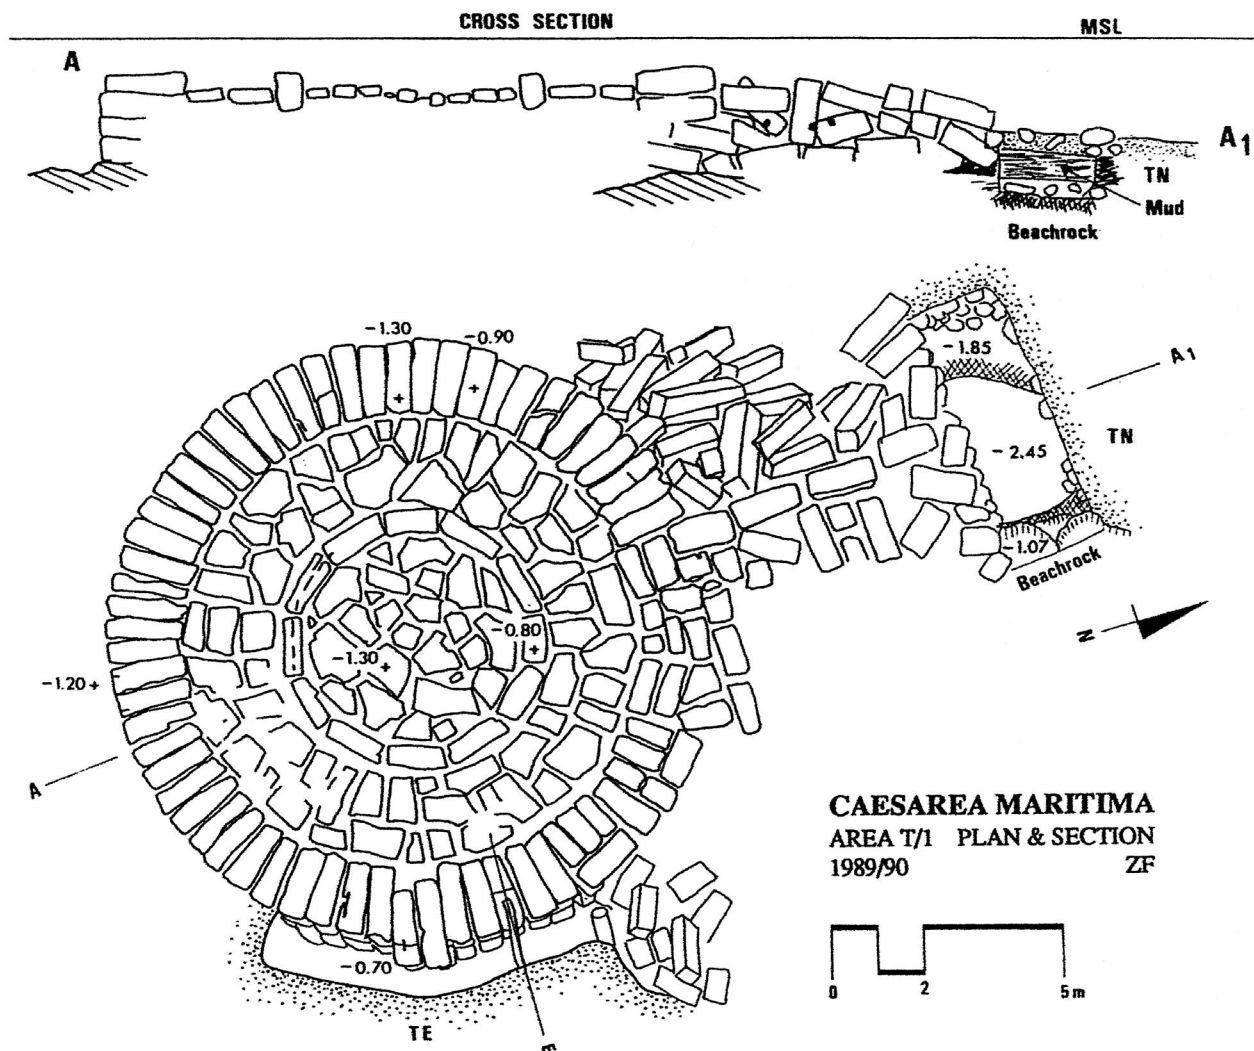 CROSS SECTION
MSL
A
A1
TN
Mud
Beachrock
-1.30
-0.90
-1.85
A1
TN
-2.45
-1.07
Beachrock
N
-0.80
-1.30+
-1.20+
A
CAESAREA MARITIMA
AREA T/1 PLAN & SECTION
1989/90 ZF
-0.70
0 2 5m
TE
E